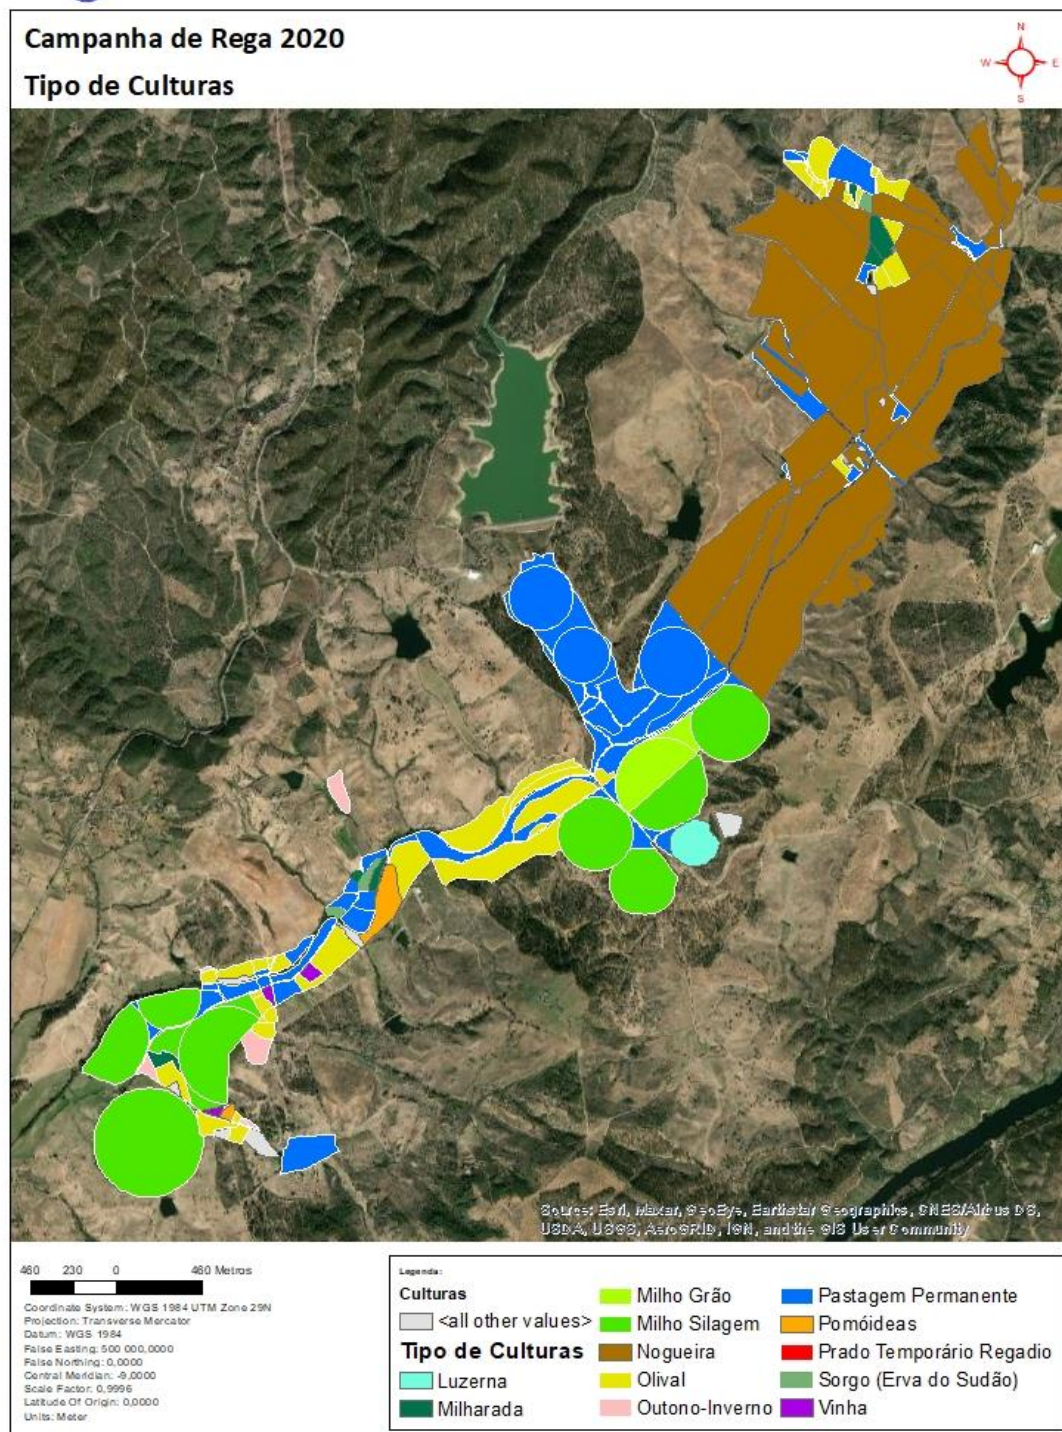 Campanha de Rega 2020
Tipo de Culturas
N
W
E
S
Source: Esri, Maxar, GeoEye, Earthstar Geographics, CNES/Airbus DS,
USDA, USGS, AeroGRID, IGN, and the GIS User Community
460 230 0 460 Metros
Coordinate System: WGS 1984 UTM Zone 29N
Projection: Transverse Mercator
Datum: WGS 1984
False Easting: 500 000,0000
False Northing: 0,0000
Central Meridian: -9,0000
Scale Factor: 0,9996
Latitude Of Origin: 0,0000
Units: Meter
Legenda:
Culturas
<all other values>
Tipo de Culturas
Luzerna
Milharada
Milho Grão
Milho Silagem
Nogueira
Olival
Outono-Inverno
Pastagem Permanente
Pomóideas
Prado Temporário Regadio
Sorgo (Erva do Sudão)
Vinha